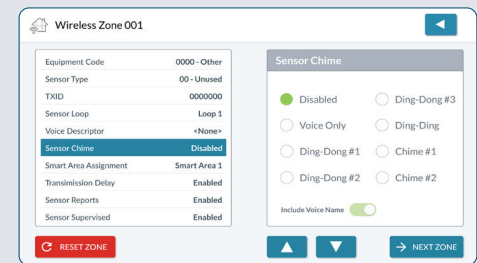 Wireless Zone 001
Equipment Code 0000 - Other
Sensor Type 00 - Unused
TXID 0000000
Sensor Loop Loop 1
Voice Descriptor <None>
Sensor Chime Disabled
Smart Area Assignment Smart Area 1
Transimission Delay Enabled
Sensor Reports Enabled
Sensor Supervised Enabled
Sensor Chime
Disabled Ding-Dong #3
Voice Only Ding-Ding
Ding-Dong #1 Chime #1
Ding-Dong #2 Chime #2
Include Voice Name
RESET ZONE
NEXT ZONE